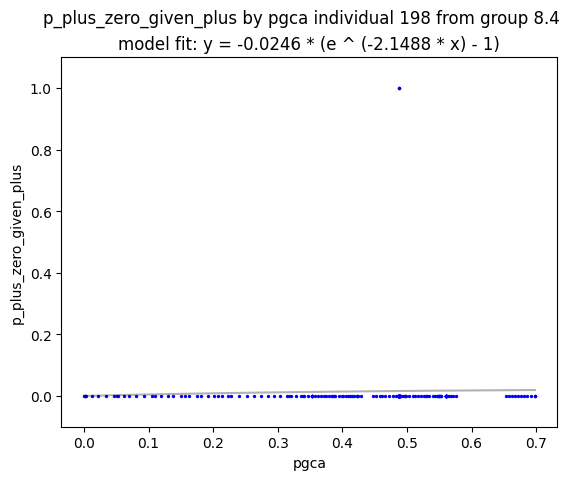 p_plus_zero_given_plus by pgca individual 198 from group 8.4
model fit: y = -0.0246 * (e ^ (-2.1488 * x) - 1)
1.0
0.8
0.6
0.4
0.2
0.0
p_plus_zero_given_plus
0.0 0.1 0.2 0.3 0.4 0.5 0.6 0.7
pgca